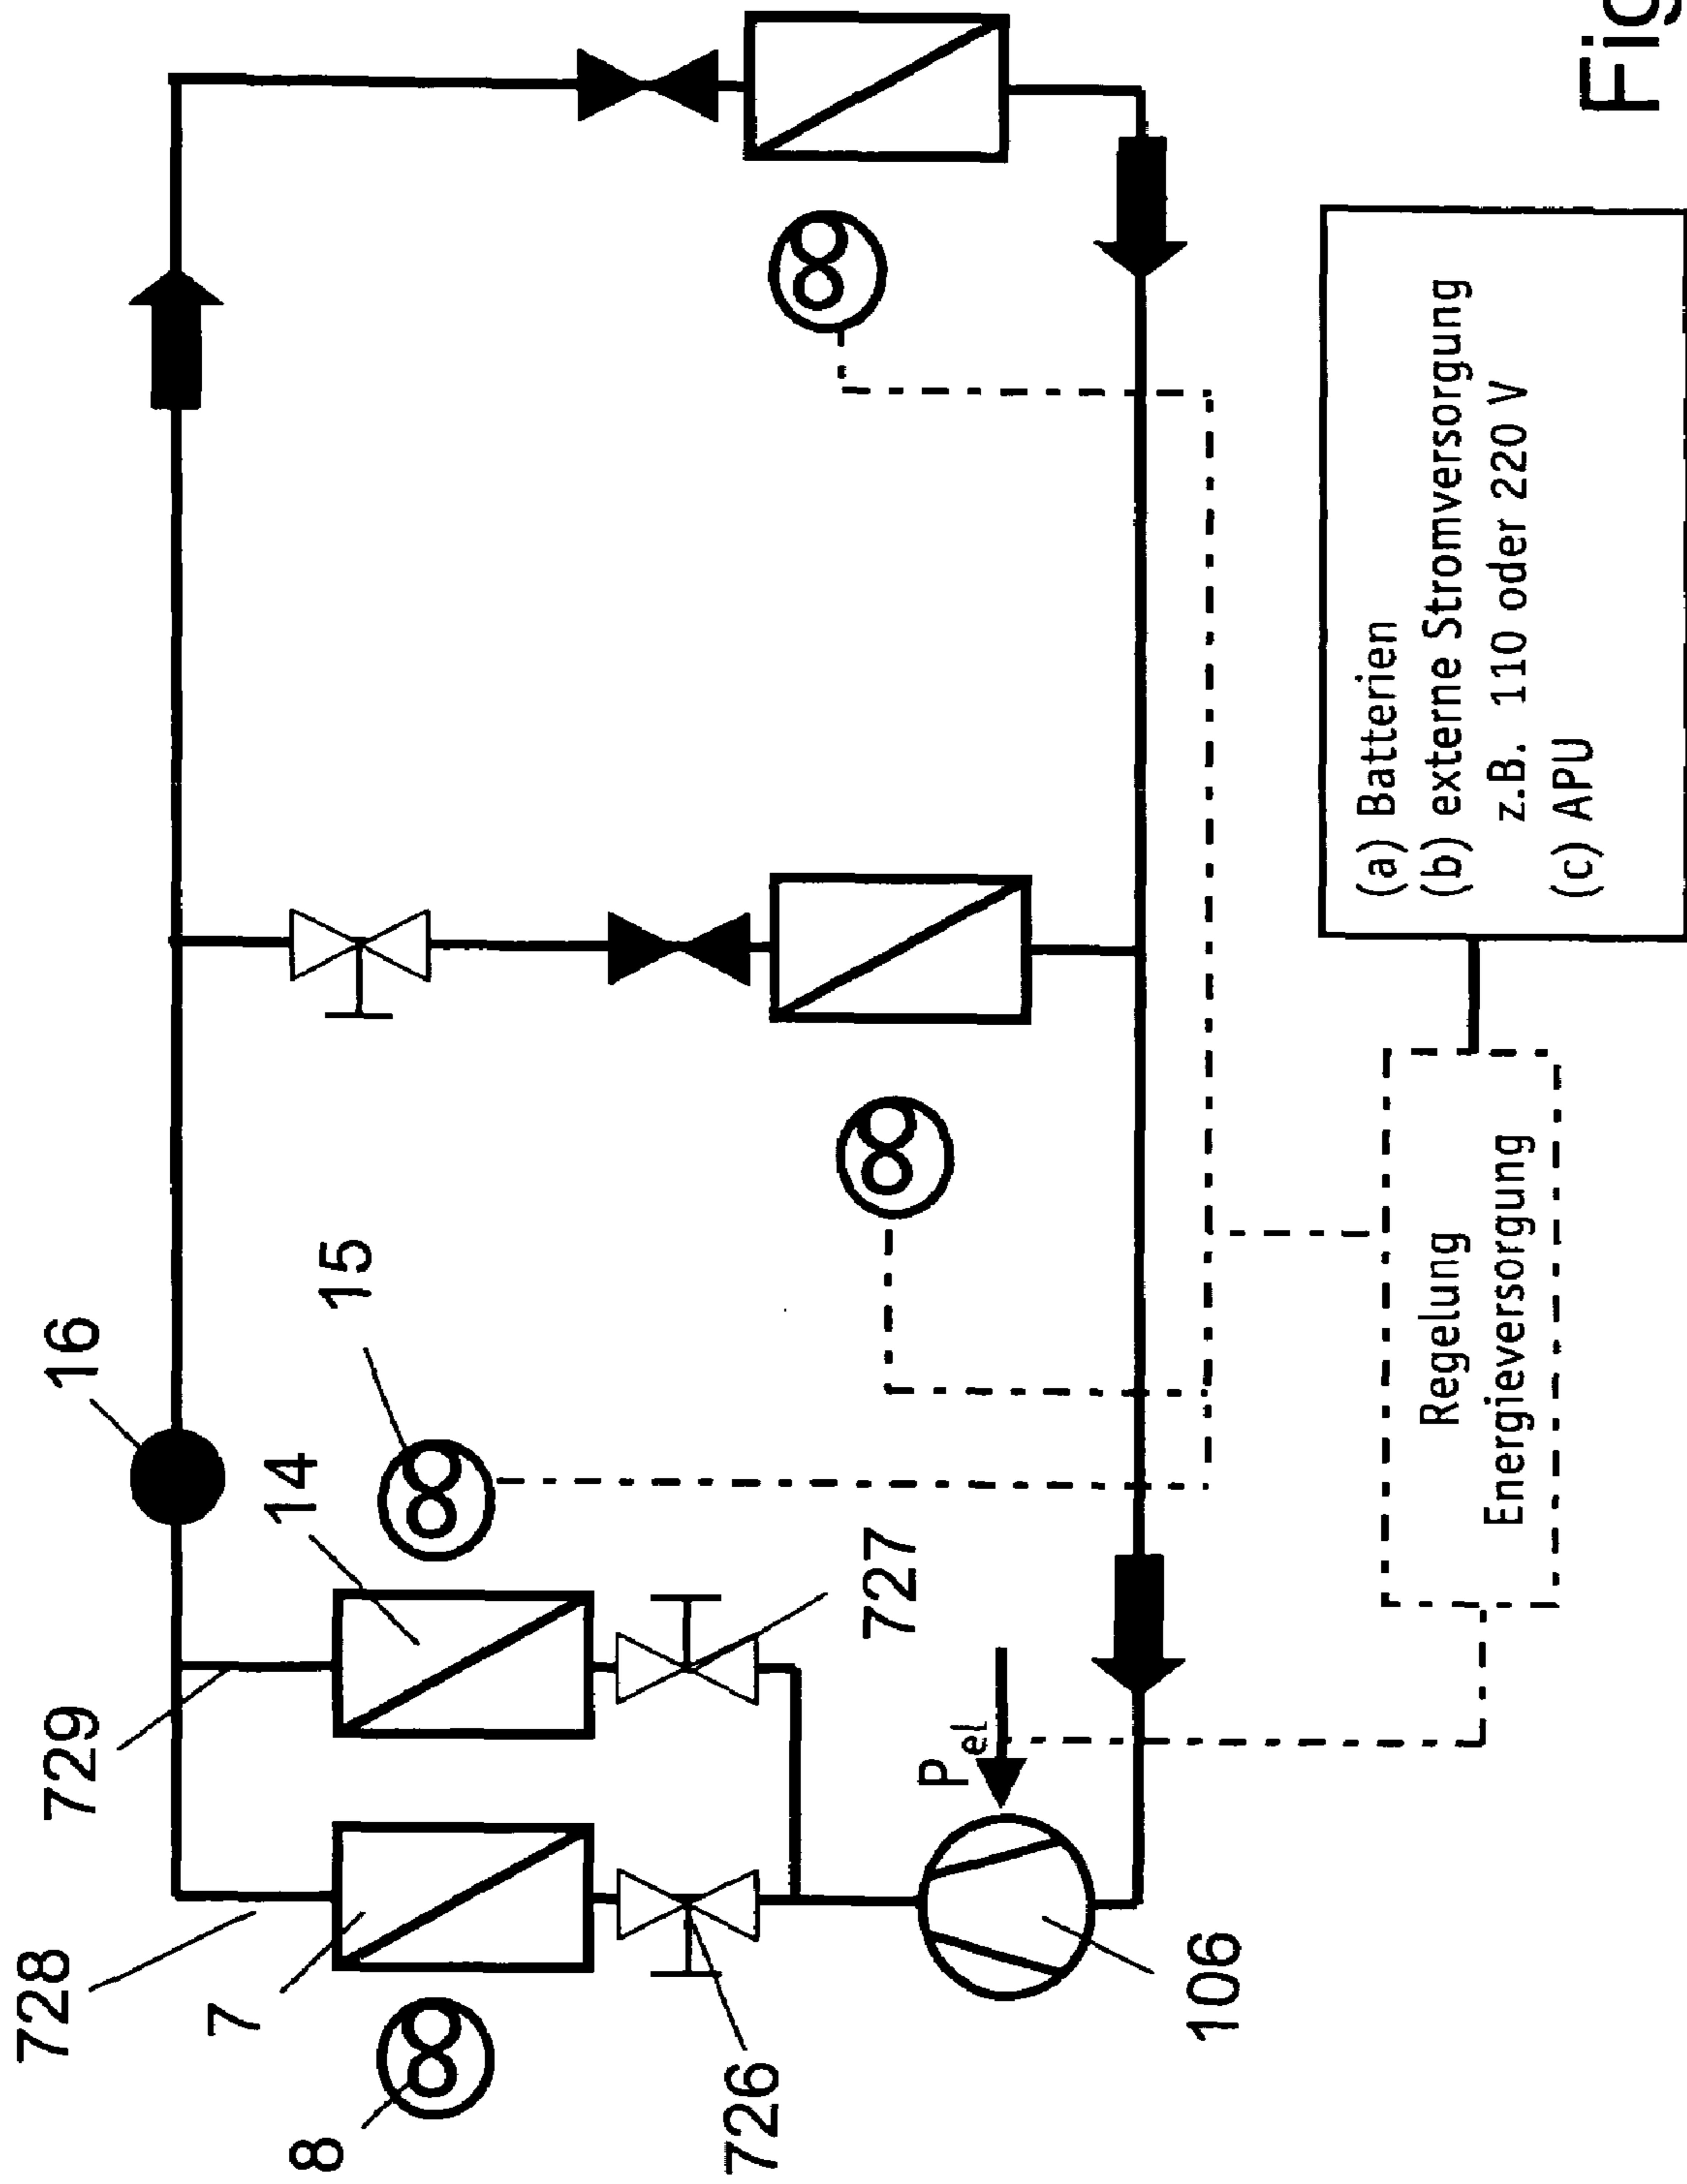 728
729
16
7
14
15
8
726
727
P_el
106
Regelung
Energieversorgung
(a) Batterien
(b) externe Stromversorgung
z.B. 110 oder 220 V
(c) APU
Fig